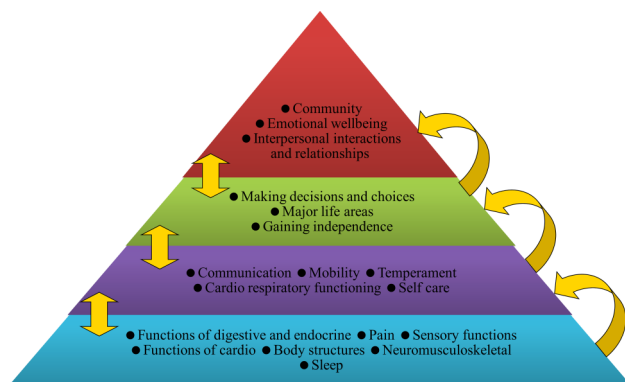 ● Community
● Emotional wellbeing
● Interpersonal interactions
and relationships
● Making decisions and choices
● Major life areas
● Gaining independence
● Communication ● Mobility ● Temperament
● Cardio respiratory functioning ● Self care
● Functions of digestive and endocrine ● Pain ● Sensory functions
● Functions of cardio ● Body structures ● Neuromusculoskeletal
● Sleep